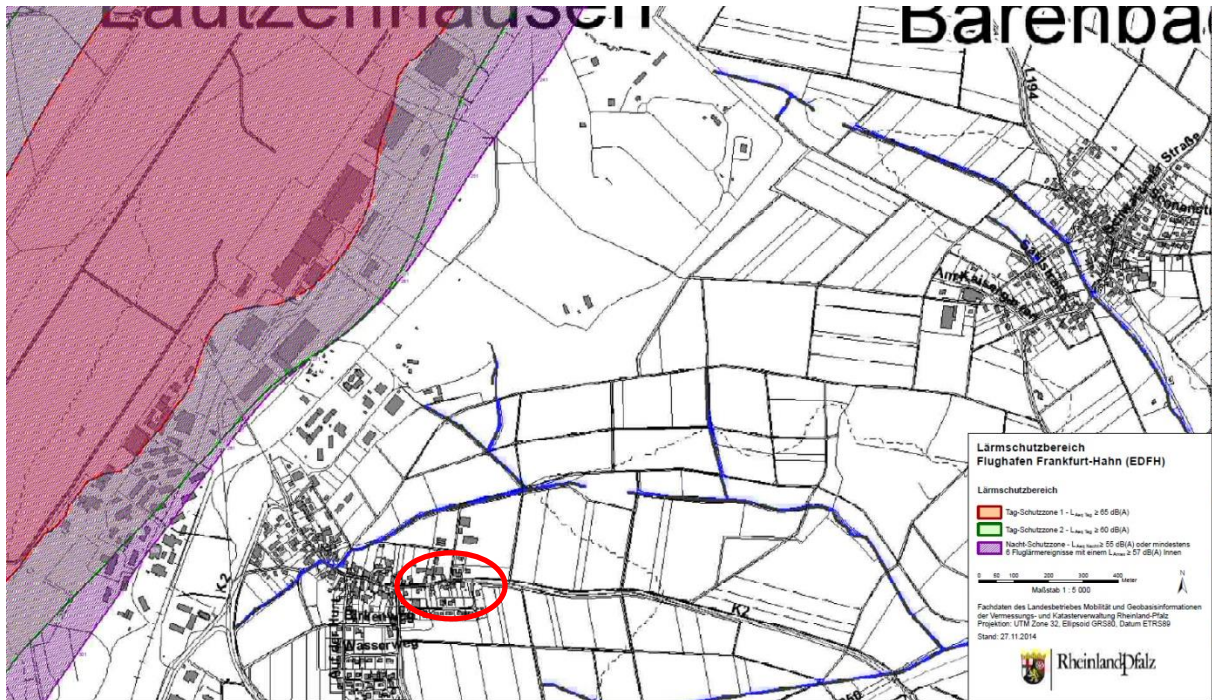 Lautzenhausen
Bärenba
L194
Am Kaisergarten
K2
K2
Birkenweg
Wasserweg
Lärmschutzbereich
Flughafen Frankfurt-Hahn (EDFH)
Lärmschutzbereich
Tag-Schutzzone 1 - LAeq Tag ≥ 65 dB(A)
Tag-Schutzzone 2 - LAeq Tag ≥ 60 dB(A)
Nacht-Schutzzone - LAeq Nacht ≥ 55 dB(A) oder mindestens
6 Fluglärmereignisse mit einem LAmax ≥ 57 dB(A) Innen
0 50 100 200 300 400 Meter
N
Maßstab 1 : 5 000
Fachdaten des Landesbetriebes Mobilität und Geobasisinformationen
der Vermessungs- und Katasterverwaltung Rheinland-Pfalz
Projektion: UTM Zone 32, Ellipsoid GRS80, Datum ETRS89
Stand: 27.11.2014
RheinlandPfalz